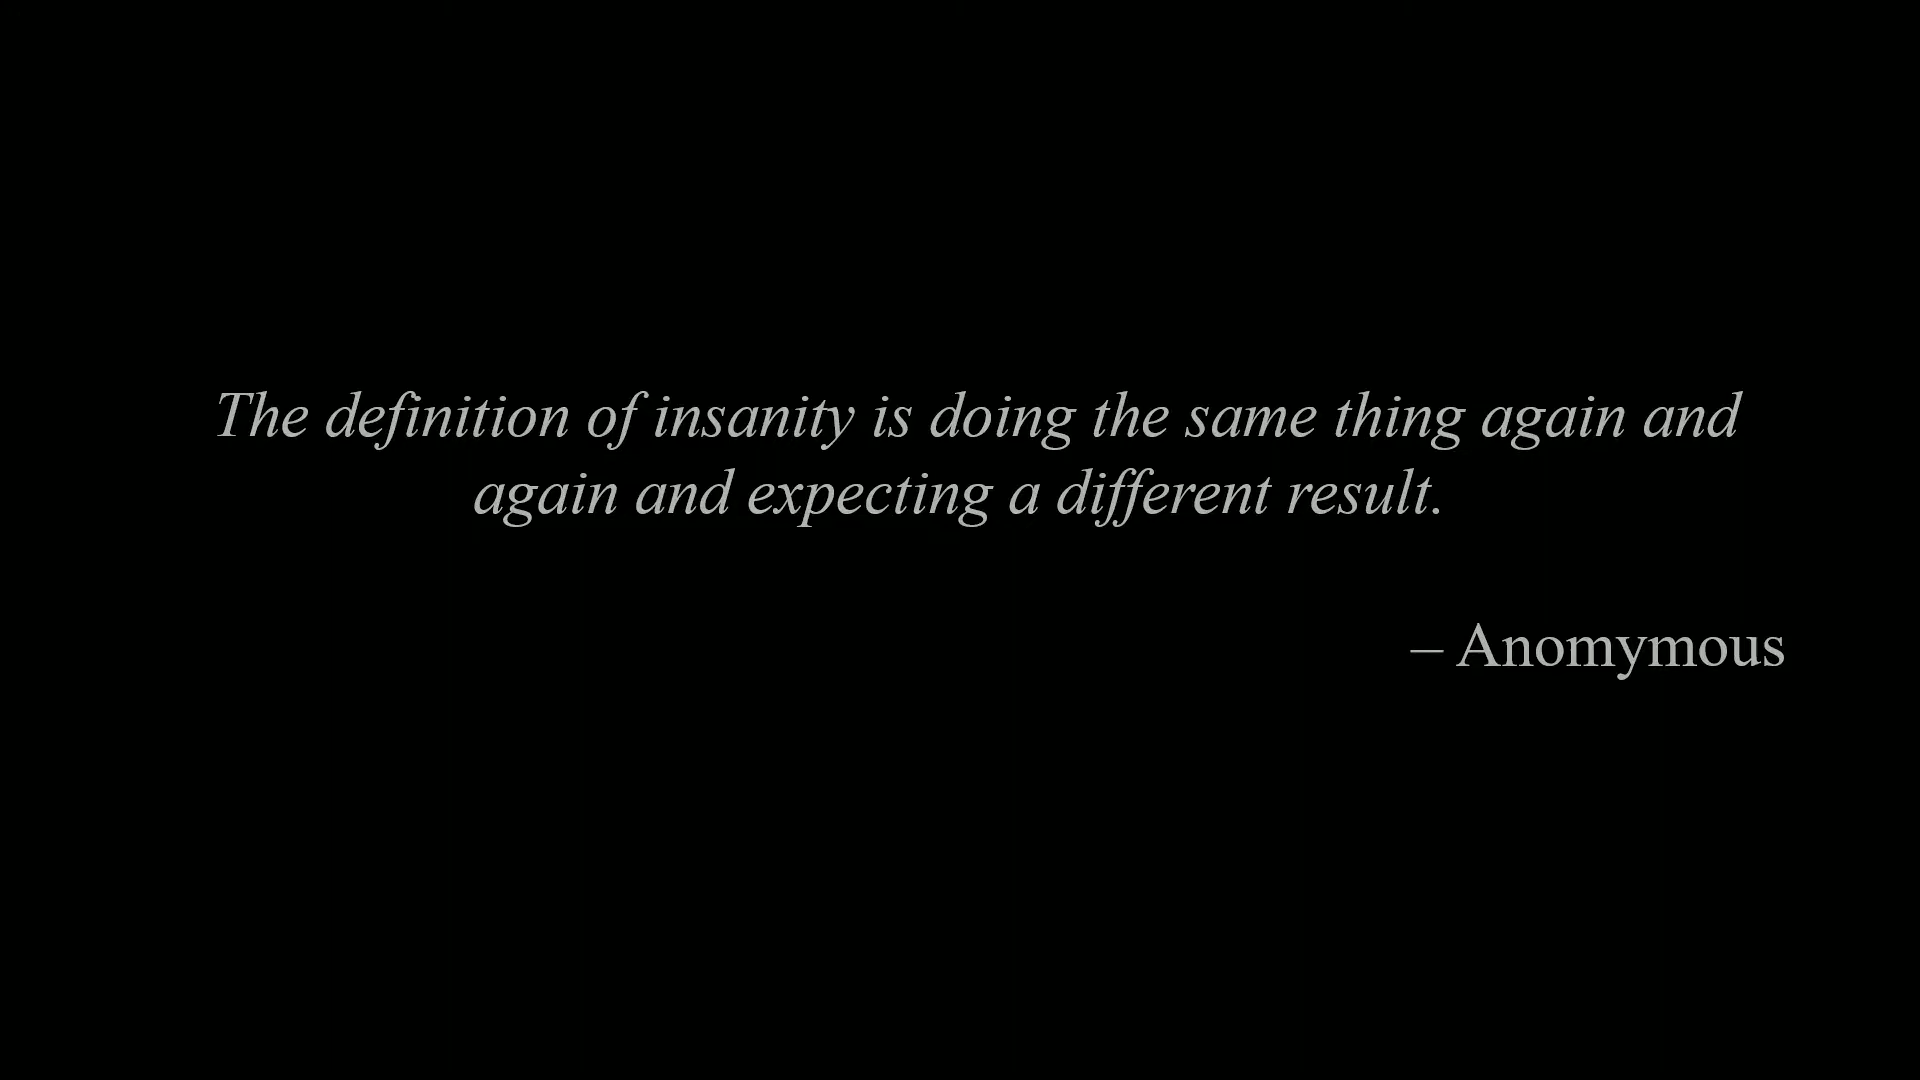 The definition of insanity is doing the same thing again and
again and expecting a different result.
– Anomymous